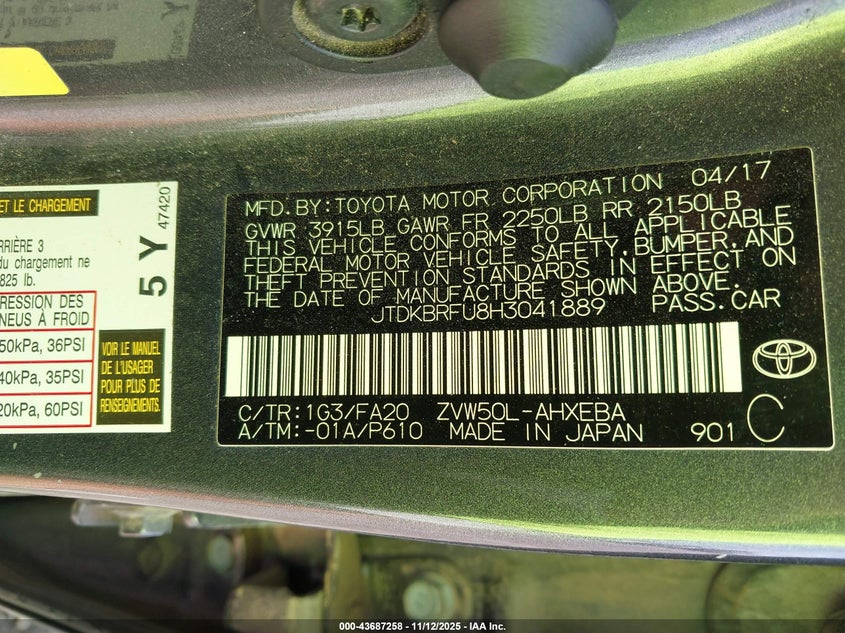 MFD.BY:TOYOTA MOTOR CORPORATION 04/17
GVWR 3915LB GAWR FR 2250LB RR 2150LB
THIS VEHICLE CONFORMS TO ALL APPLICABLE
FEDERAL MOTOR VEHICLE SAFETY,BUMPER,AND
THEFT PREVENTION STANDARDS IN EFFECT ON
THE DATE OF MANUFACTURE SHOWN ABOVE.
JTDKBRFU8H3041889 PASS.CAR
C/TR:1G3/FA20 ZVW50L-AHXEBA
A/TM:-01A/P610 MADE IN JAPAN 901 C
ET LE CHARGEMENT
RRIÈRE 3
du chargement ne
825 lb.
RESSION DES
NEUS À FROID
50kPa, 36PSI
40kPa, 35PSI
20kPa, 60PSI
VOIR LE MANUEL
DE L'USAGER
POUR PLUS DE
RENSEIGNEMENTS.
5 Y
47420
000-43687258 - 11/12/2025 - IAA Inc.